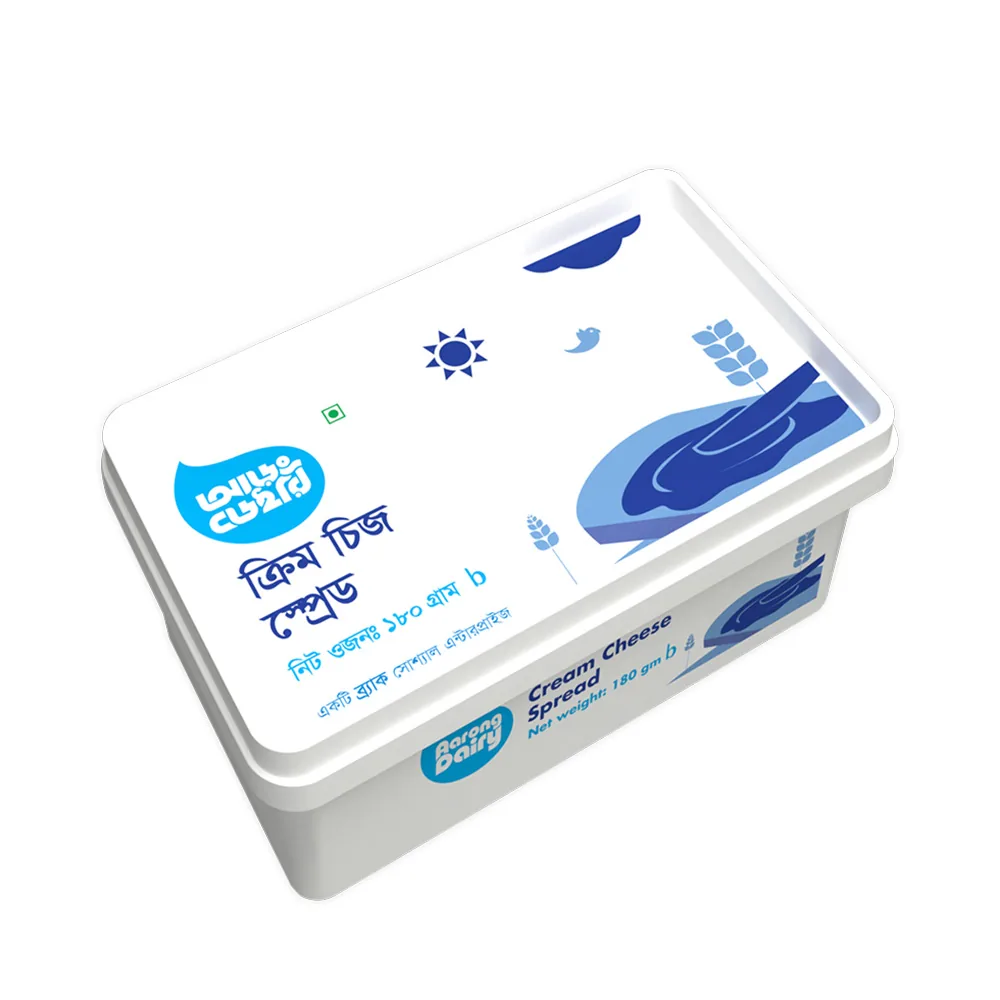 আড়ং
ডেইরি
ক্রিম চিজ
স্প্রেড
নিট ওজনঃ ১৮০ গ্রাম b
একটি ব্র্যাক সোশ্যাল এন্টারপ্রাইজ
Aarong
Dairy
Cream Cheese
Spread
Net weight: 180 gm b